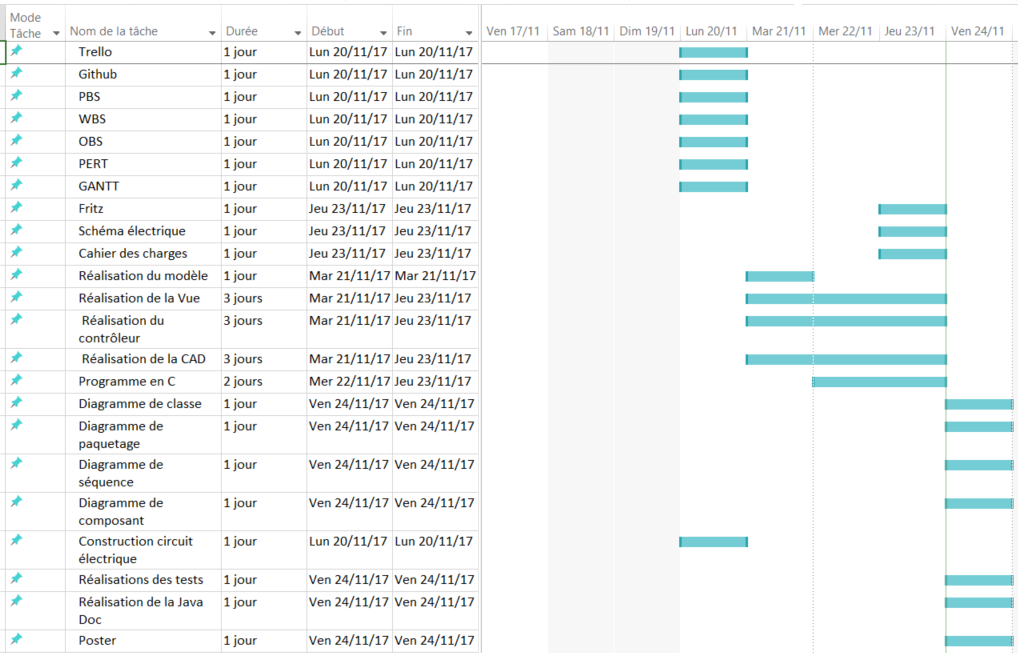 Mode
Tâche Nom de la tâche Durée Début Fin Ven 17/11 Sam 18/11 Dim 19/11 Lun 20/11 Mar 21/11 Mer 22/11 Jeu 23/11 Ven 24/11
Trello 1 jour Lun 20/11/17 Lun 20/11/17
Github 1 jour Lun 20/11/17 Lun 20/11/17
PBS 1 jour Lun 20/11/17 Lun 20/11/17
WBS 1 jour Lun 20/11/17 Lun 20/11/17
OBS 1 jour Lun 20/11/17 Lun 20/11/17
PERT 1 jour Lun 20/11/17 Lun 20/11/17
GANTT 1 jour Lun 20/11/17 Lun 20/11/17
Fritz 1 jour Jeu 23/11/17 Jeu 23/11/17
Schéma électrique 1 jour Jeu 23/11/17 Jeu 23/11/17
Cahier des charges 1 jour Jeu 23/11/17 Jeu 23/11/17
Réalisation du modèle 1 jour Mar 21/11/17 Mar 21/11/17
Réalisation de la Vue 3 jours Mar 21/11/17 Jeu 23/11/17
Réalisation du 3 jours Mar 21/11/17 Jeu 23/11/17
contrôleur
Réalisation de la CAD 3 jours Mar 21/11/17 Jeu 23/11/17
Programme en C 2 jours Mer 22/11/17 Jeu 23/11/17
Diagramme de classe 1 jour Ven 24/11/17 Ven 24/11/17
Diagramme de 1 jour Ven 24/11/17 Ven 24/11/17
paquetage
Diagramme de 1 jour Ven 24/11/17 Ven 24/11/17
séquence
Diagramme de 1 jour Ven 24/11/17 Ven 24/11/17
composant
Construction circuit 1 jour Lun 20/11/17 Lun 20/11/17
électrique
Réalisations des tests 1 jour Ven 24/11/17 Ven 24/11/17
Réalisation de la Java 1 jour Ven 24/11/17 Ven 24/11/17
Doc
Poster 1 jour Ven 24/11/17 Ven 24/11/17